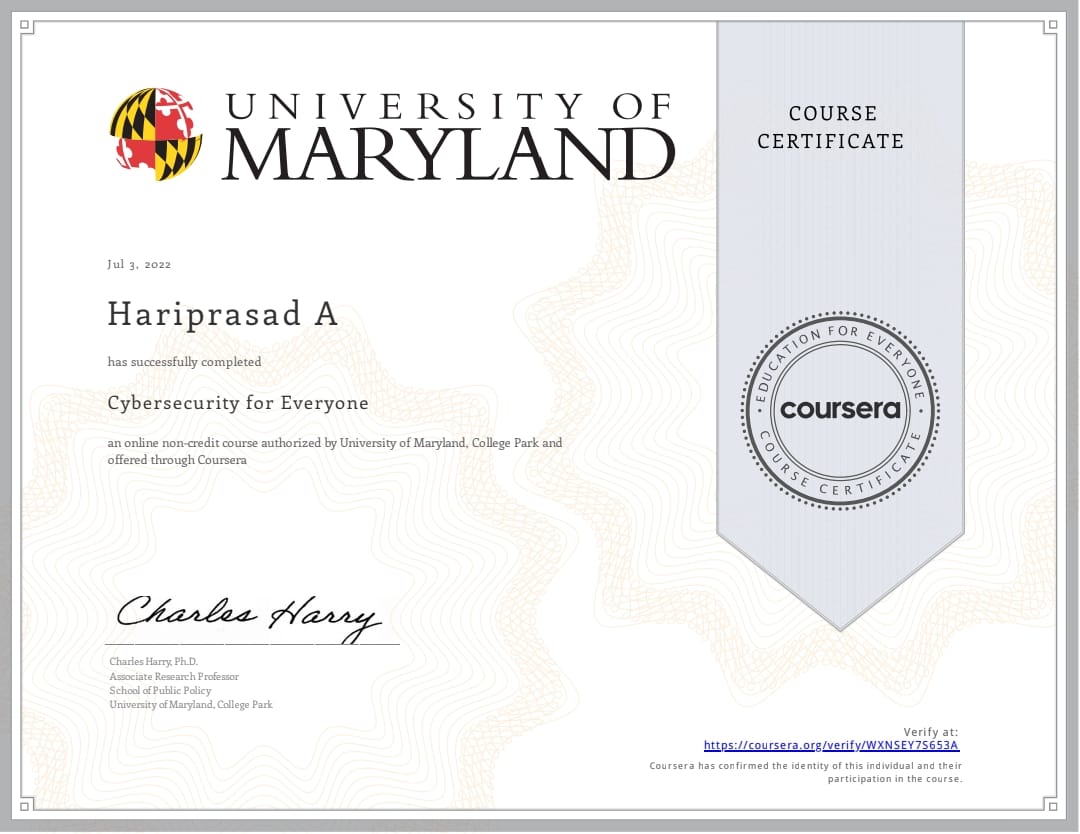 UNIVERSITY OF
MARYLAND
COURSE
CERTIFICATE
Jul 3, 2022
Hariprasad A
has successfully completed
Cybersecurity for Everyone
an online non-credit course authorized by University of Maryland, College Park and
offered through Coursera
EDUCATION FOR EVERYONE
coursera
COURSE CERTIFICATE
Charles Harry
Charles Harry, Ph.D.
Associate Research Professor
School of Public Policy
University of Maryland, College Park
Verify at:
https://coursera.org/verify/WXNSEY7S653A
Coursera has confirmed the identity of this individual and their
participation in the course.